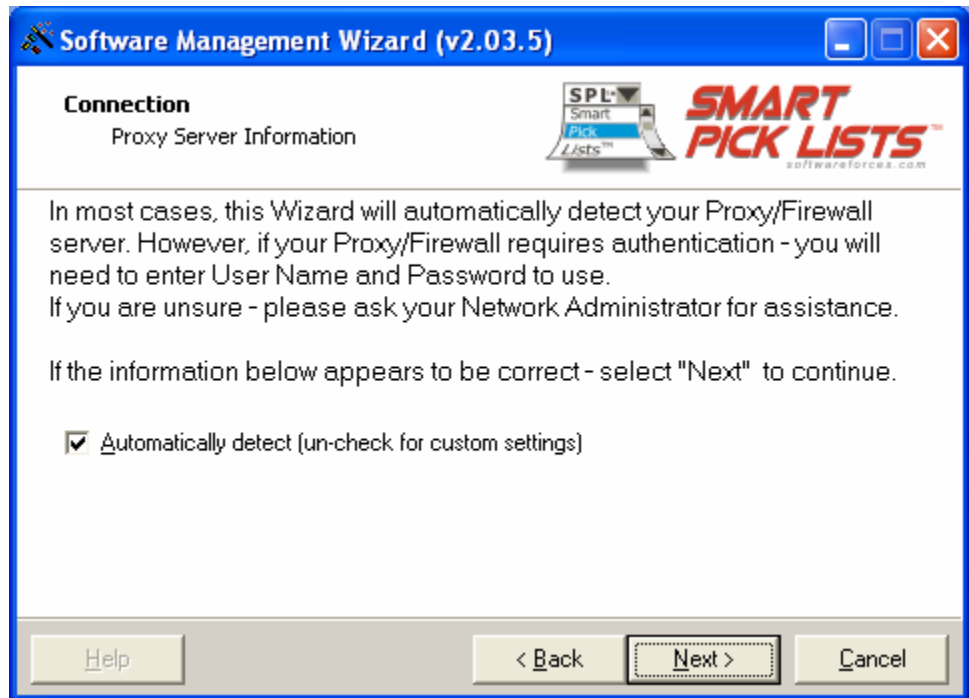 Software Management Wizard (v2.03.5)
Connection
Proxy Server Information
SPL
Smart
Pick
Lists™
SMART
PICK LISTS™
softwareforces.com
In most cases, this Wizard will automatically detect your Proxy/Firewall
server. However, if your Proxy/Firewall requires authentication - you will
need to enter User Name and Password to use.
If you are unsure - please ask your Network Administrator for assistance.
If the information below appears to be correct - select "Next" to continue.
Automatically detect (un-check for custom settings)
Help
< Back
Next >
Cancel